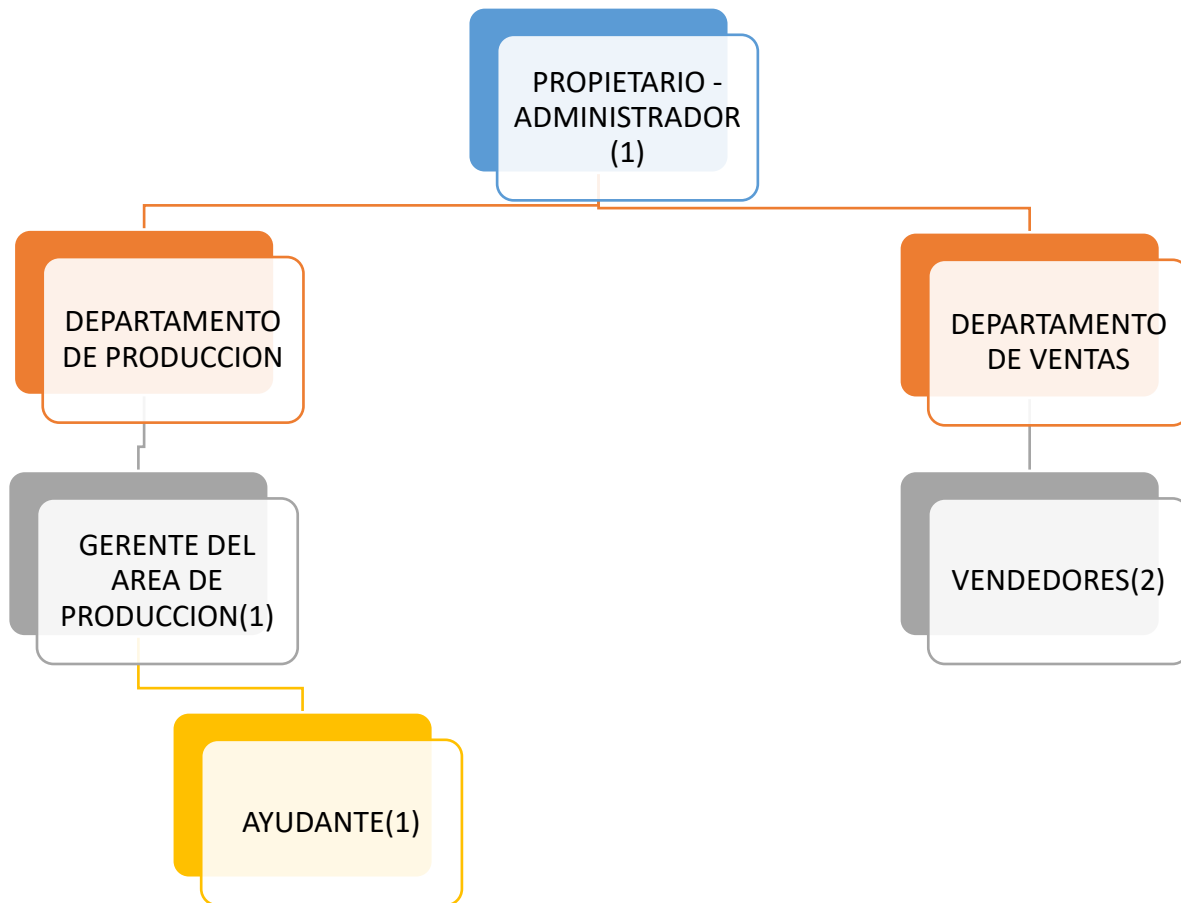 PROPIETARIO -
ADMINISTRADOR
(1)
DEPARTAMENTO
DE PRODUCCION
DEPARTAMENTO
DE VENTAS
GERENTE DEL
AREA DE
PRODUCCION(1)
VENDEDORES(2)
AYUDANTE(1)